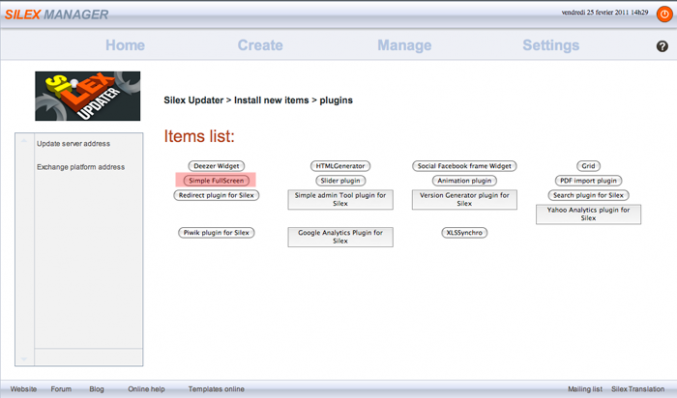 SILEX MANAGER
vendredi 25 fevrier 2011 14h29
Home Create Manage Settings
?
SILEX
UPDATER
Silex Updater > Install new items > plugins
Update server address
Exchange platform address
Items list:
Deezer Widget HTMLGenerator Social Facebook frame Widget Grid
Simple FullScreen Slider plugin Animation plugin PDF import plugin
Redirect plugin for Silex Simple admin Tool plugin for
Silex Version Generator plugin for
Silex Search plugin for Silex
Yahoo Analytics plugin for
Silex
Piwik plugin for Silex Google Analytics Plugin for
Silex XLSSynchro
Website Forum Blog Online help Templates online Mailing list Silex Translation